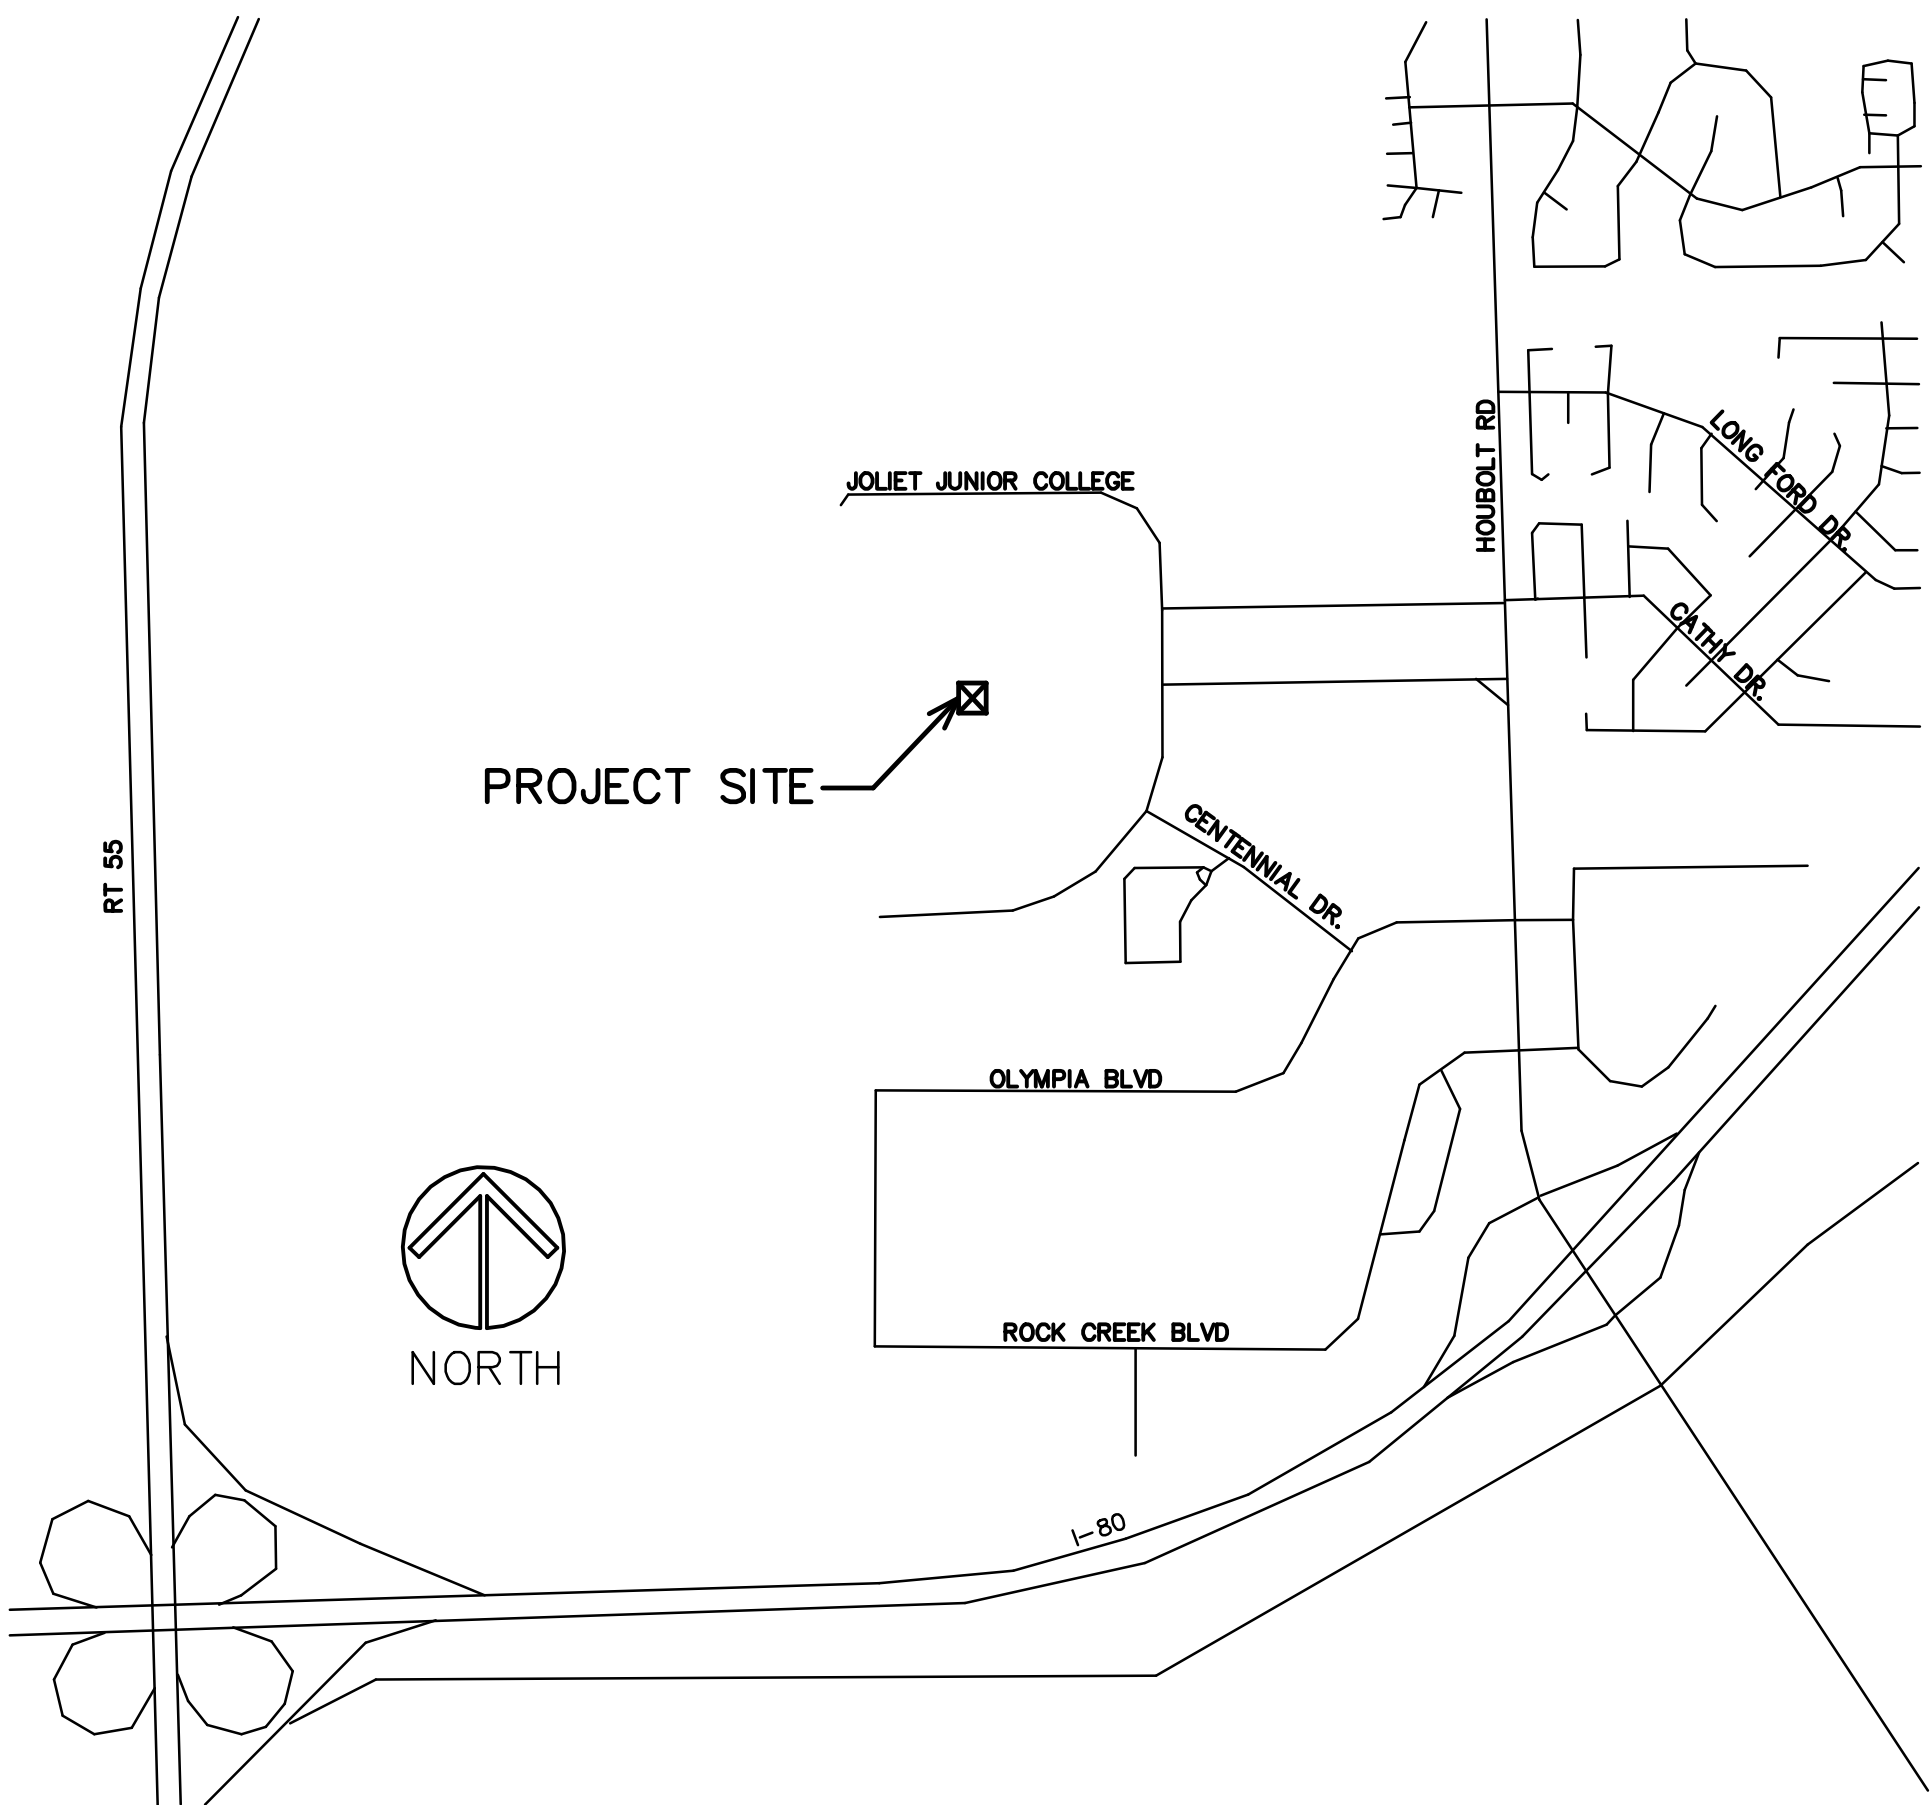 HOUBOLT RD
LONG FORD DR.
JOLIET JUNIOR COLLEGE
CATHY DR.
PROJECT SITE
CENTENNIAL DR.
RT 55
OLYMPIA BLVD
ROCK CREEK BLVD
NORTH
I-80